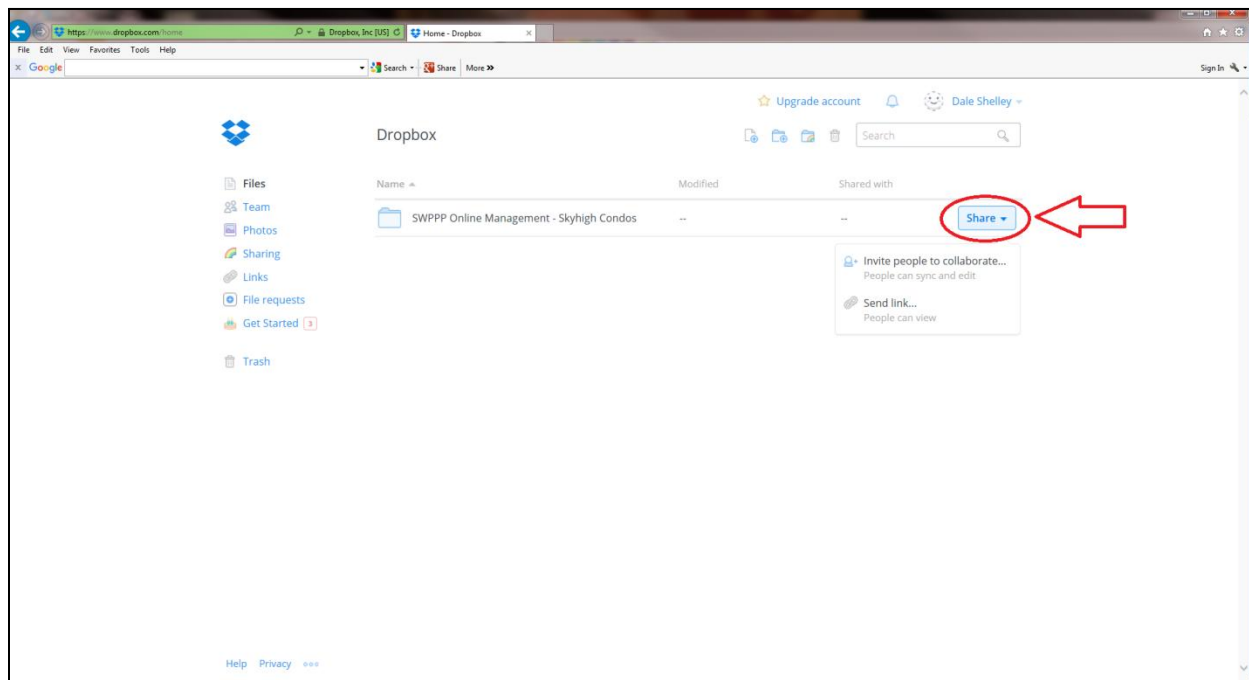 https://www.dropbox.com/home
Dropbox, Inc [US]
Home - Dropbox
File Edit View Favorites Tools Help
x Google
Search
Share
More »
Sign In
Upgrade account
Dale Shelley
Dropbox
Search
Files
Team
Photos
Sharing
Links
File requests
Get Started 3
Trash
Name
Modified
Shared with
SWPPP Online Management - Skyhigh Condos
--
--
Share
Invite people to collaborate...
People can sync and edit
Send link...
People can view
Help Privacy